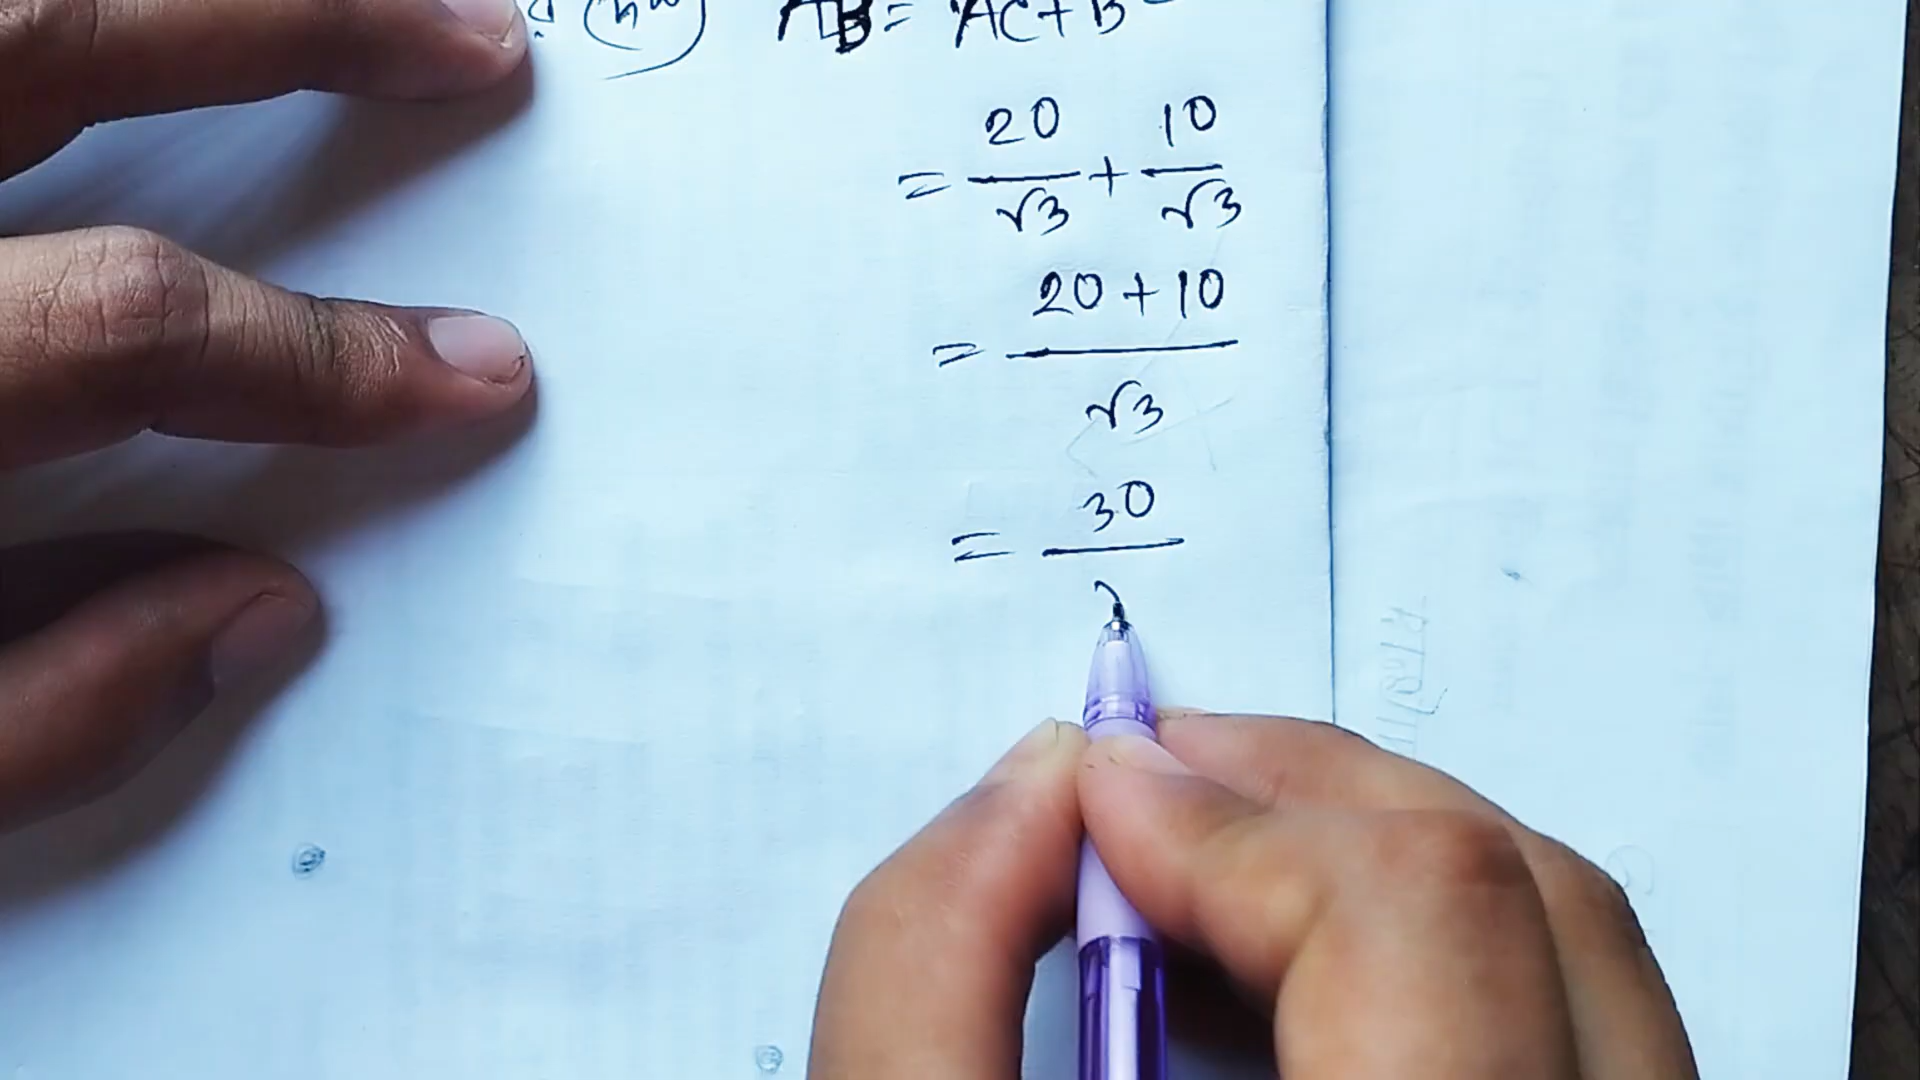 AB = AC + B
= 20/√3 + 10/√3
= 20 + 10/√3
= 30/